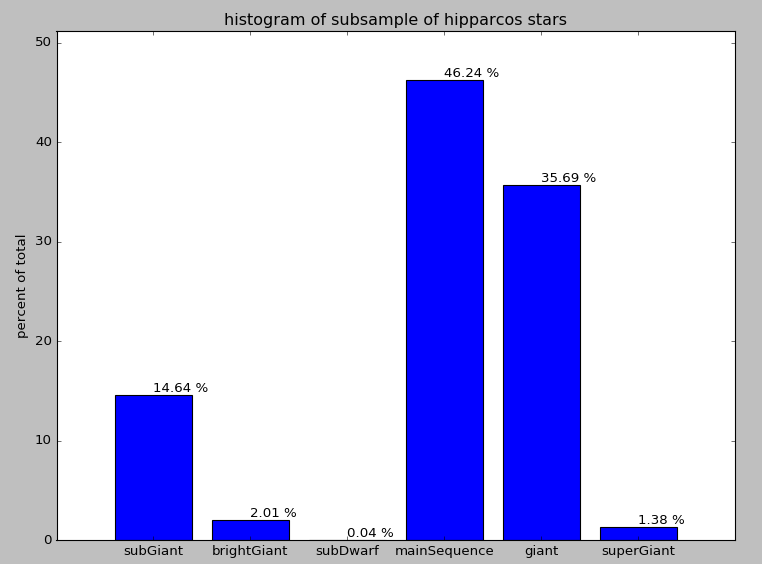 histogram of subsample of hipparcos stars
50
40
30
20
10
0
percent of total
14.64 %
2.01 %
0.04 %
46.24 %
35.69 %
1.38 %
subGiant
brightGiant
subDwarf
mainSequence
giant
superGiant